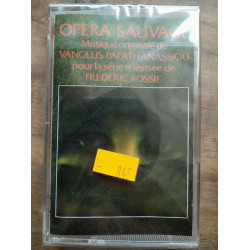 OPERA SAUVAGE
Musique originale de
VANGELIS PAPATHANASSIOU
pour la série télévisée de
FREDERIC ROSSIF